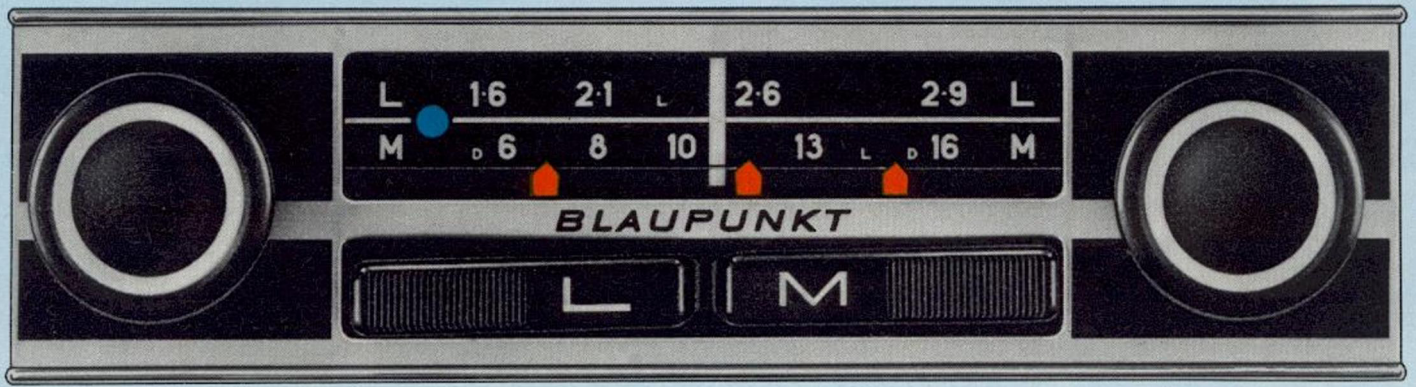 L 1·6 2·1 L 2·6 2·9 L
M D 6 8 10 13 L D 16 M
BLAUPUNKT
L M